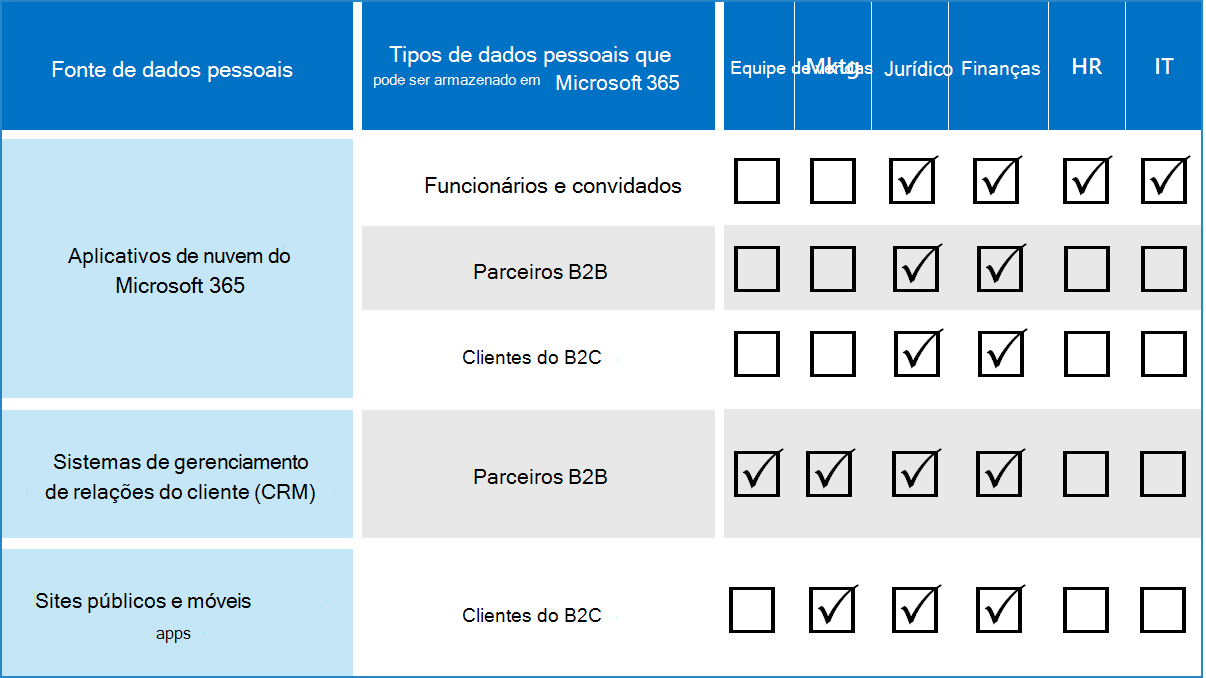 Fonte de dados pessoais
Tipos de dados pessoais que
pode ser armazenado em Microsoft 365
Equipe de vendas
Mktg
Jurídico
Finanças
HR
IT
Aplicativos de nuvem do
Microsoft 365
Funcionários e convidados
Parceiros B2B
Clientes do B2C
Sistemas de gerenciamento
de relações do cliente (CRM)
Parceiros B2B
Sites públicos e móveis
apps
Clientes do B2C